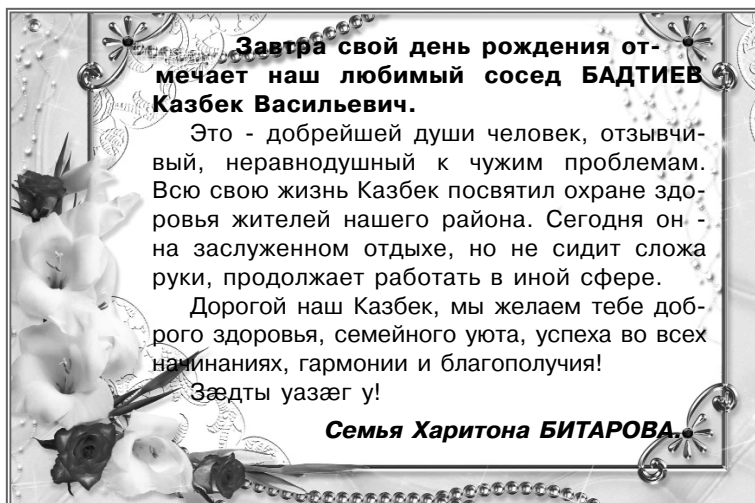 Завтра свой день рождения от-
мечает наш любимый сосед БАДТИЕВ
Казбек Васильевич.
Это - добрейшей души человек, отзывчи-
вый, неравнодушный к чужим проблемам.
Всю свою жизнь Казбек посвятил охране здо-
ровья жителей нашего района. Сегодня он -
на заслуженном отдыхе, но не сидит сложа
руки, продолжает работать в иной сфере.
Дорогой наш Казбек, мы желаем тебе доб-
рого здоровья, семейного уюта, успеха во всех
начинаниях, гармонии и благополучия!
Зӕдты уазӕг у!
Семья Харитона БИТАРОВА.